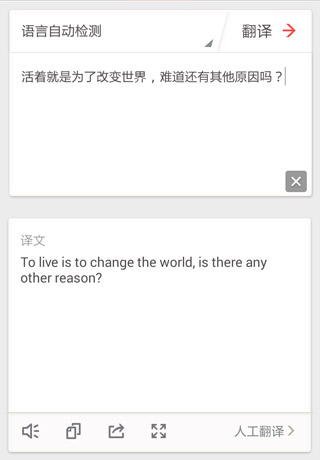 语言自动检测
翻译
活着就是为了改变世界，难道还有其他原因吗？
译文
To live is to change the world, is there any
other reason?
人工翻译